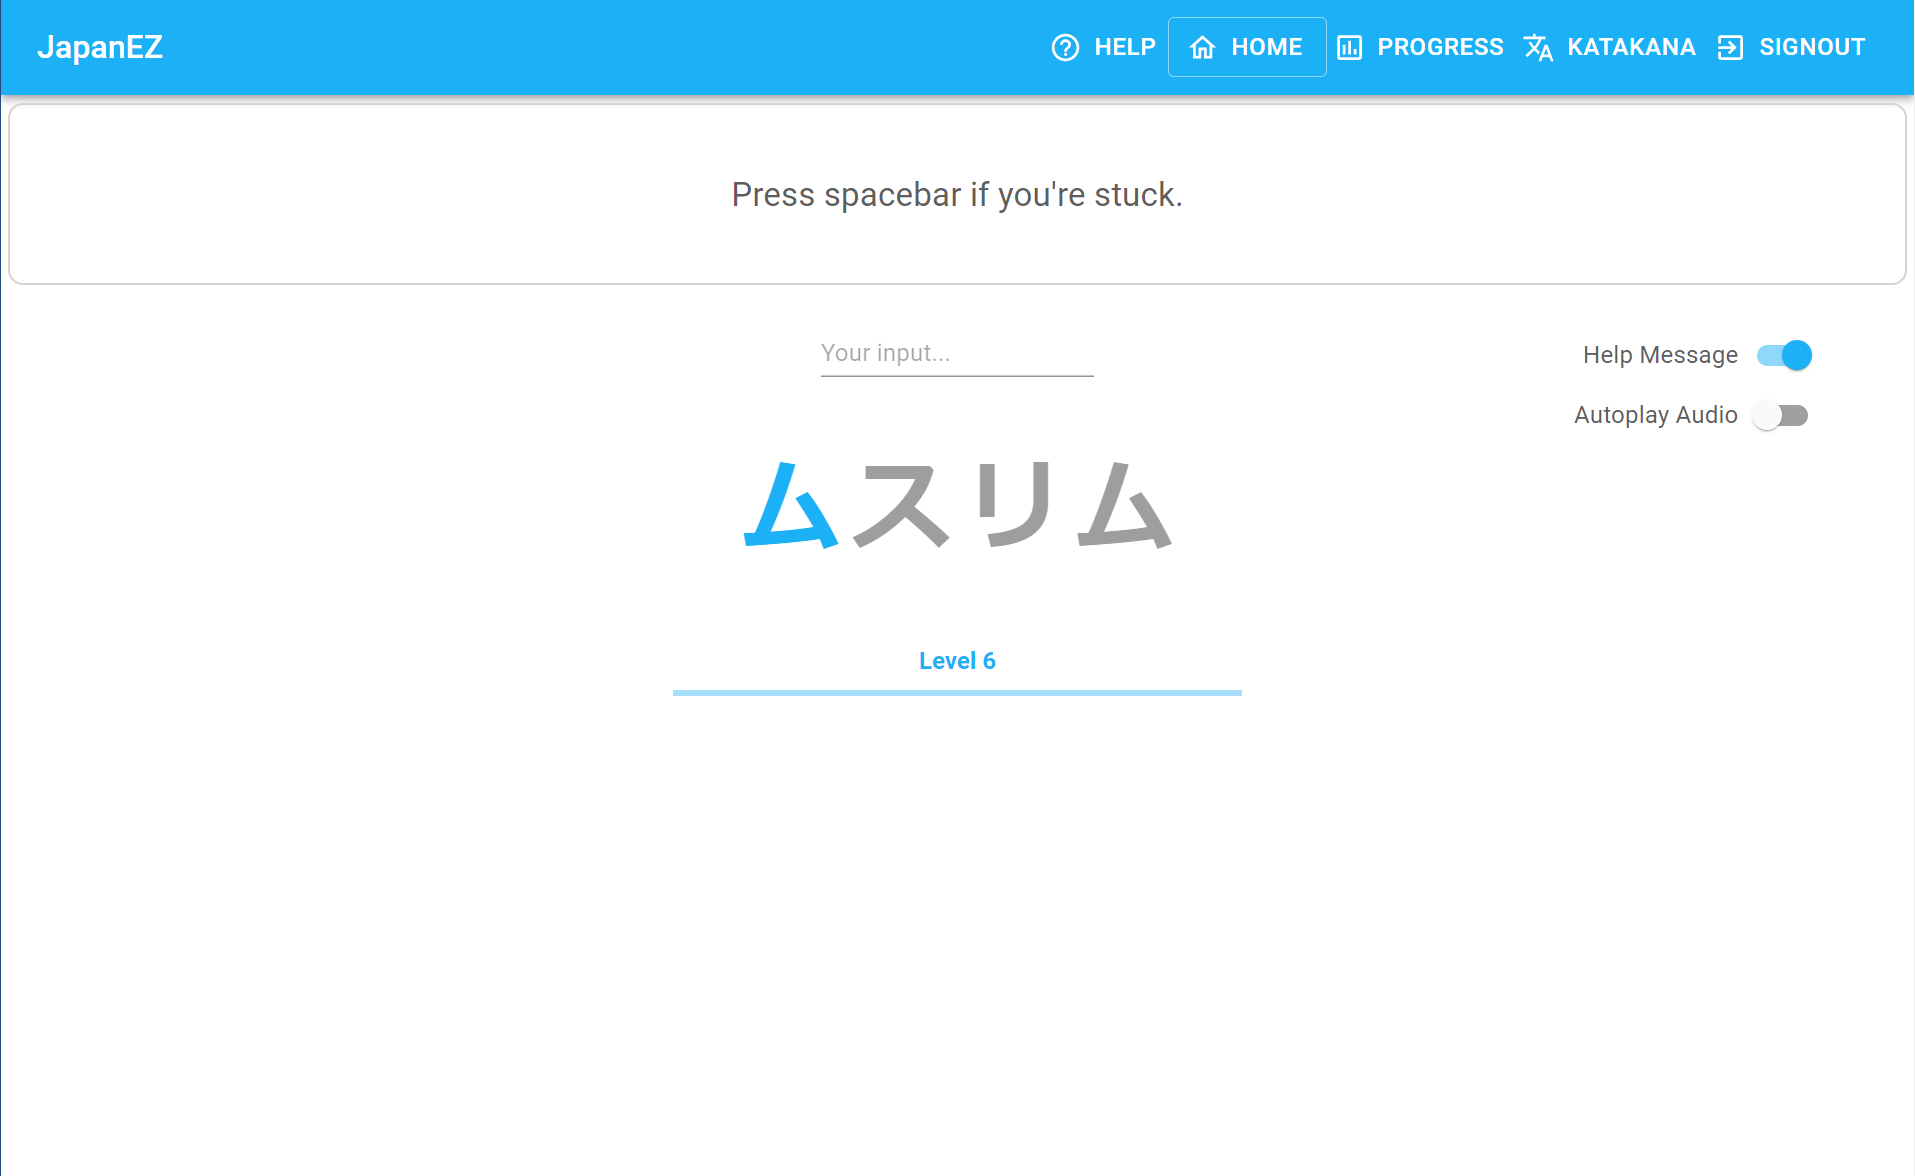 JapanEZ
HELP
HOME
PROGRESS
KATAKANA
SIGNOUT
Press spacebar if you're stuck.
Your input...
Help Message
Autoplay Audio
ムスリム
Level 6